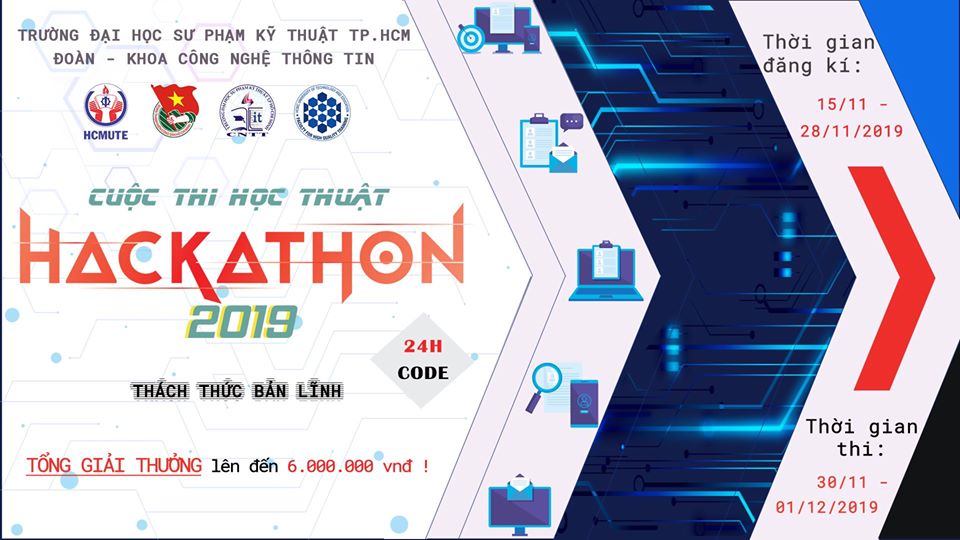 TRƯỜNG ĐẠI HỌC SƯ PHẠM KỸ THUẬT TP.HCM
ĐOÀN - KHOA CÔNG NGHỆ THÔNG TIN
HCMUTE
it
CNTT
CUỘC THI HỌC THUẬT
HACKATHON
2019
24H
CODE
THÁCH THỨC BẢN LĨNH
TỔNG GIẢI THƯỞNG lên đến 6.000.000 vnđ !
Thời gian
đăng kí:
15/11 -
28/11/2019
Thời gian
thi:
30/11 -
01/12/2019